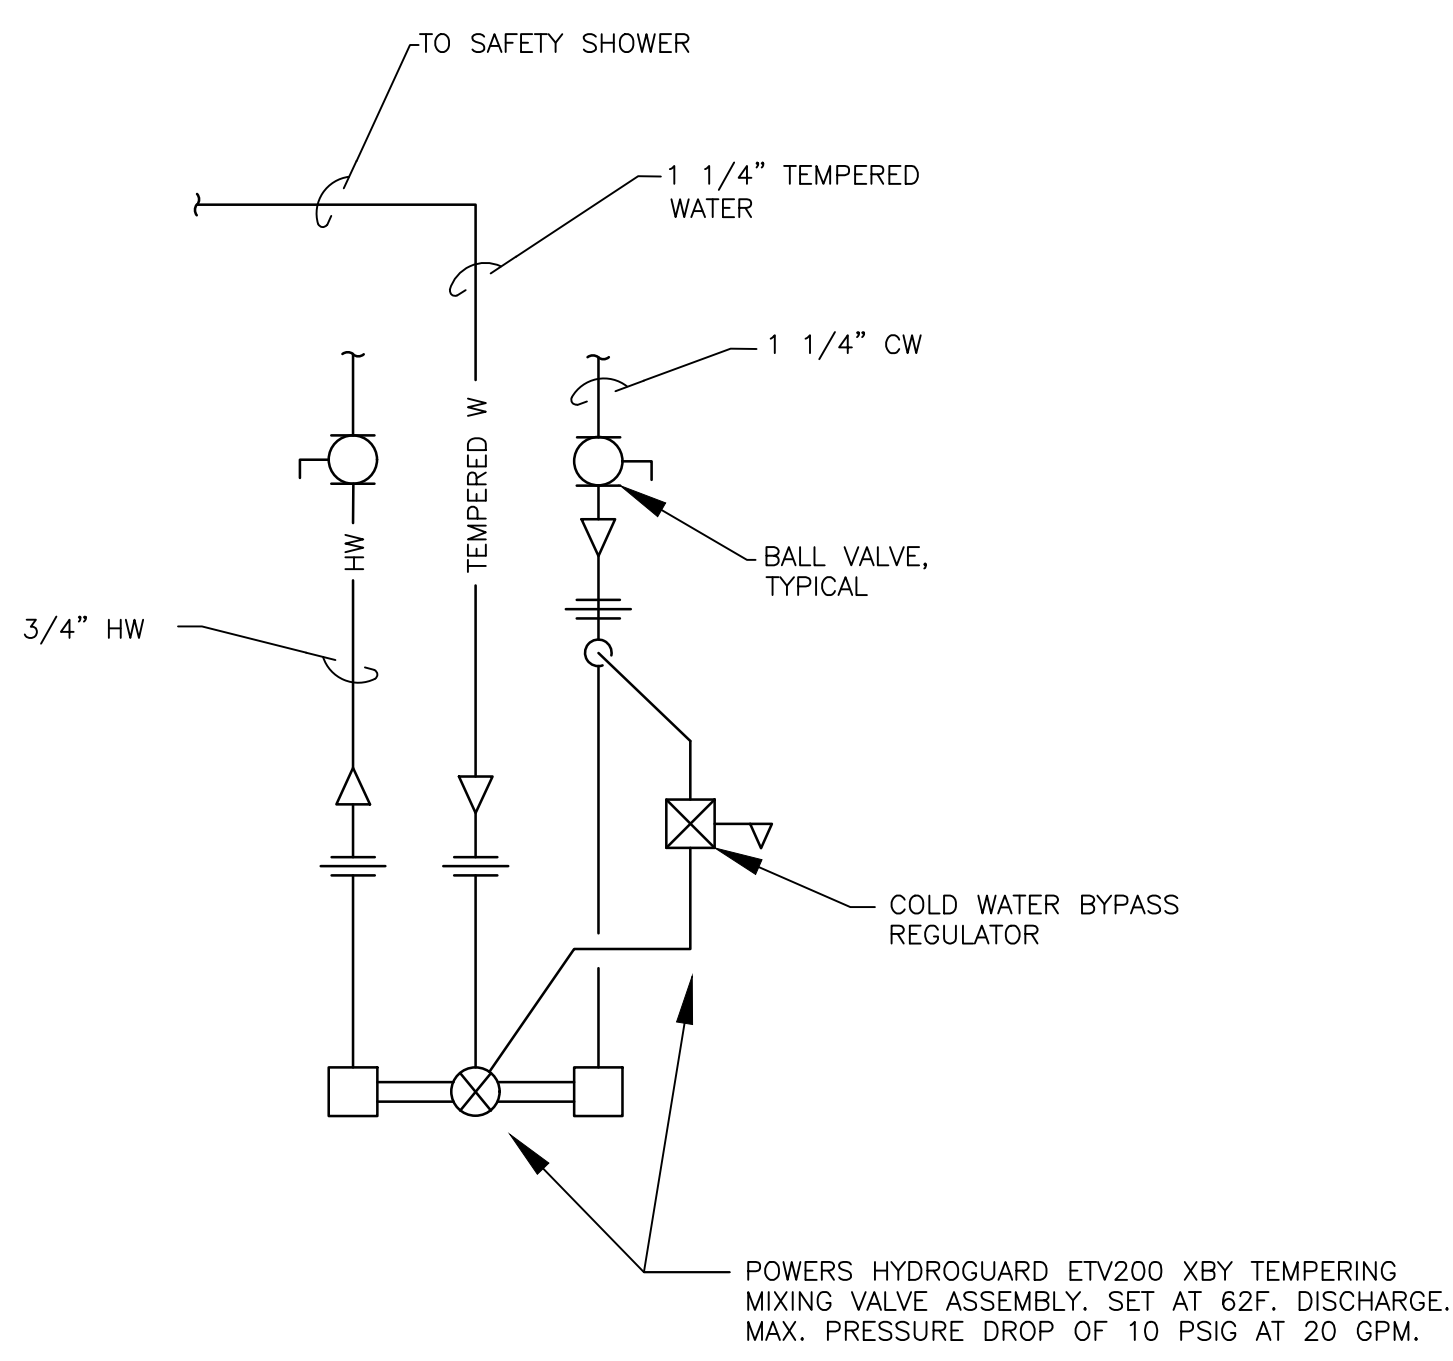 TO SAFETY SHOWER
1 1/4" TEMPERED
WATER
1 1/4" CW
TEMPERED W
HW
BALL VALVE,
TYPICAL
3/4" HW
COLD WATER BYPASS
REGULATOR
POWERS HYDROGUARD ETV200 XBY TEMPERING
MIXING VALVE ASSEMBLY. SET AT 62F. DISCHARGE.
MAX. PRESSURE DROP OF 10 PSIG AT 20 GPM.